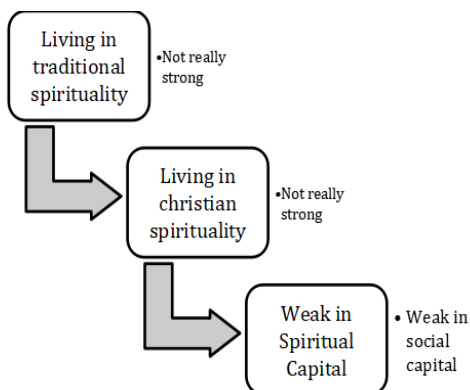 Living in
traditional
spirituality
•Not really
strong
Living in
christian
spirituality
•Not really
strong
Weak in
Spiritual
Capital
• Weak in
social
capital